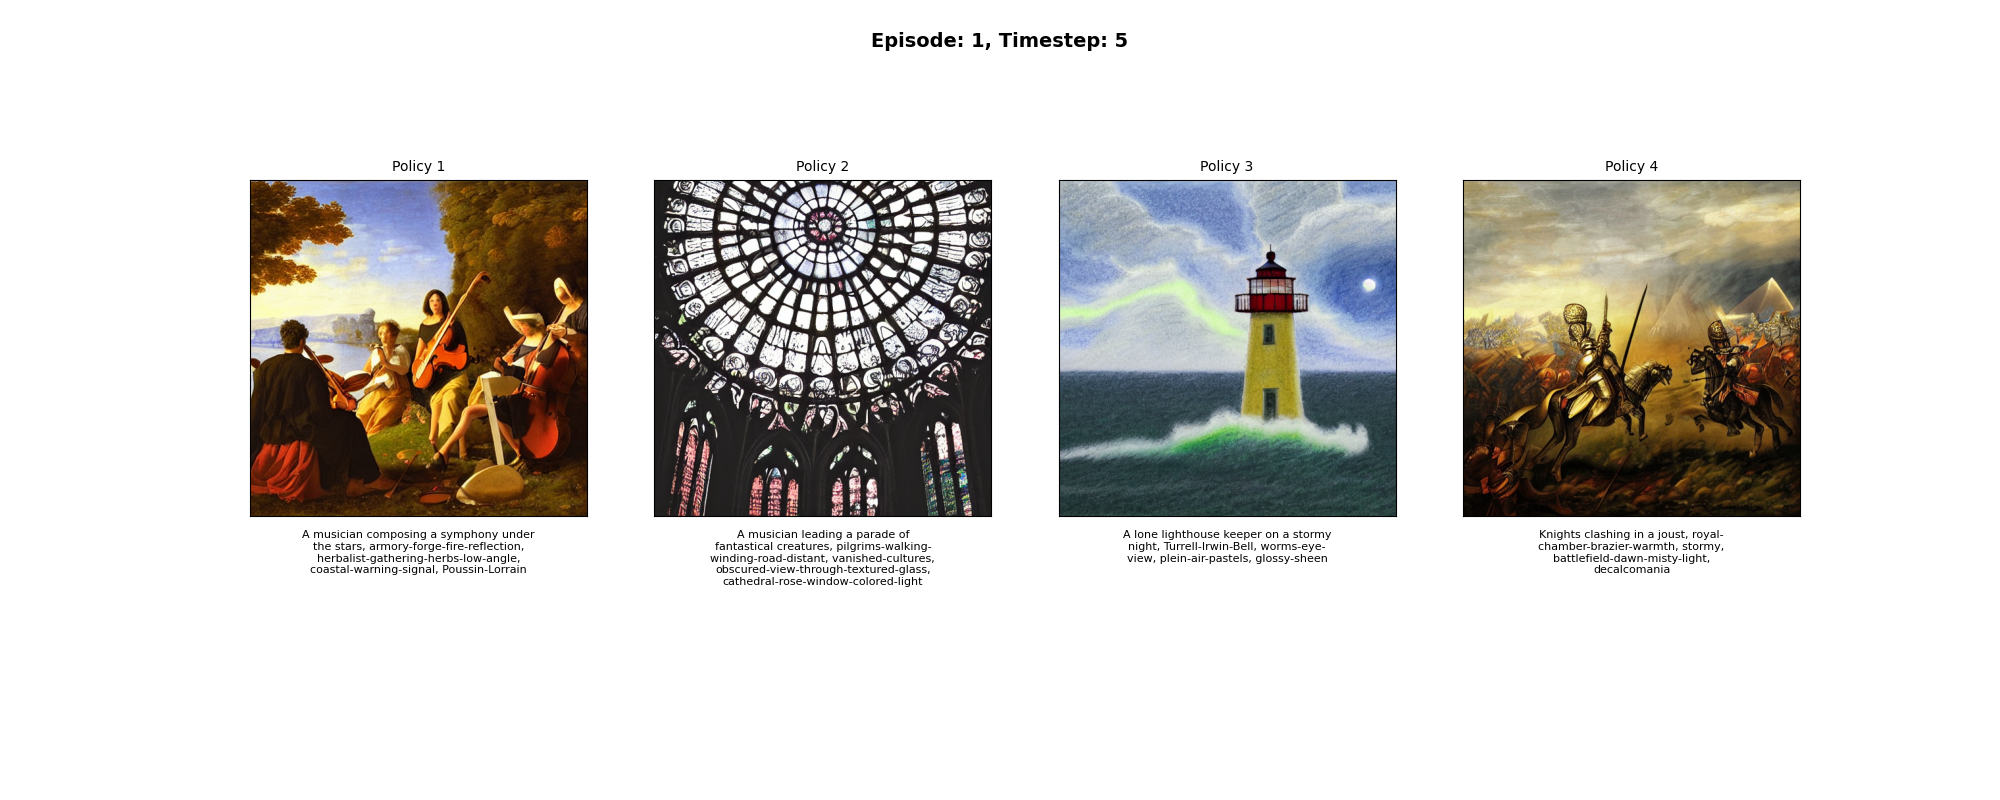 Episode: 1, Timestep: 5
Policy 1
A musician composing a symphony under
the stars, armory-forge-fire-reflection,
herbalist-gathering-herbs-low-angle,
coastal-warning-signal, Poussin-Lorrain
Policy 2
A musician leading a parade of
fantastical creatures, pilgrims-walking-
winding-road-distant, vanished-cultures,
obscured-view-through-textured-glass,
cathedral-rose-window-colored-light
Policy 3
A lone lighthouse keeper on a stormy
night, Turrell-Irwin-Bell, worms-eye-
view, plein-air-pastels, glossy-sheen
Policy 4
Knights clashing in a joust, royal-
chamber-brazier-warmth, stormy,
battlefield-dawn-misty-light,
decalcomania